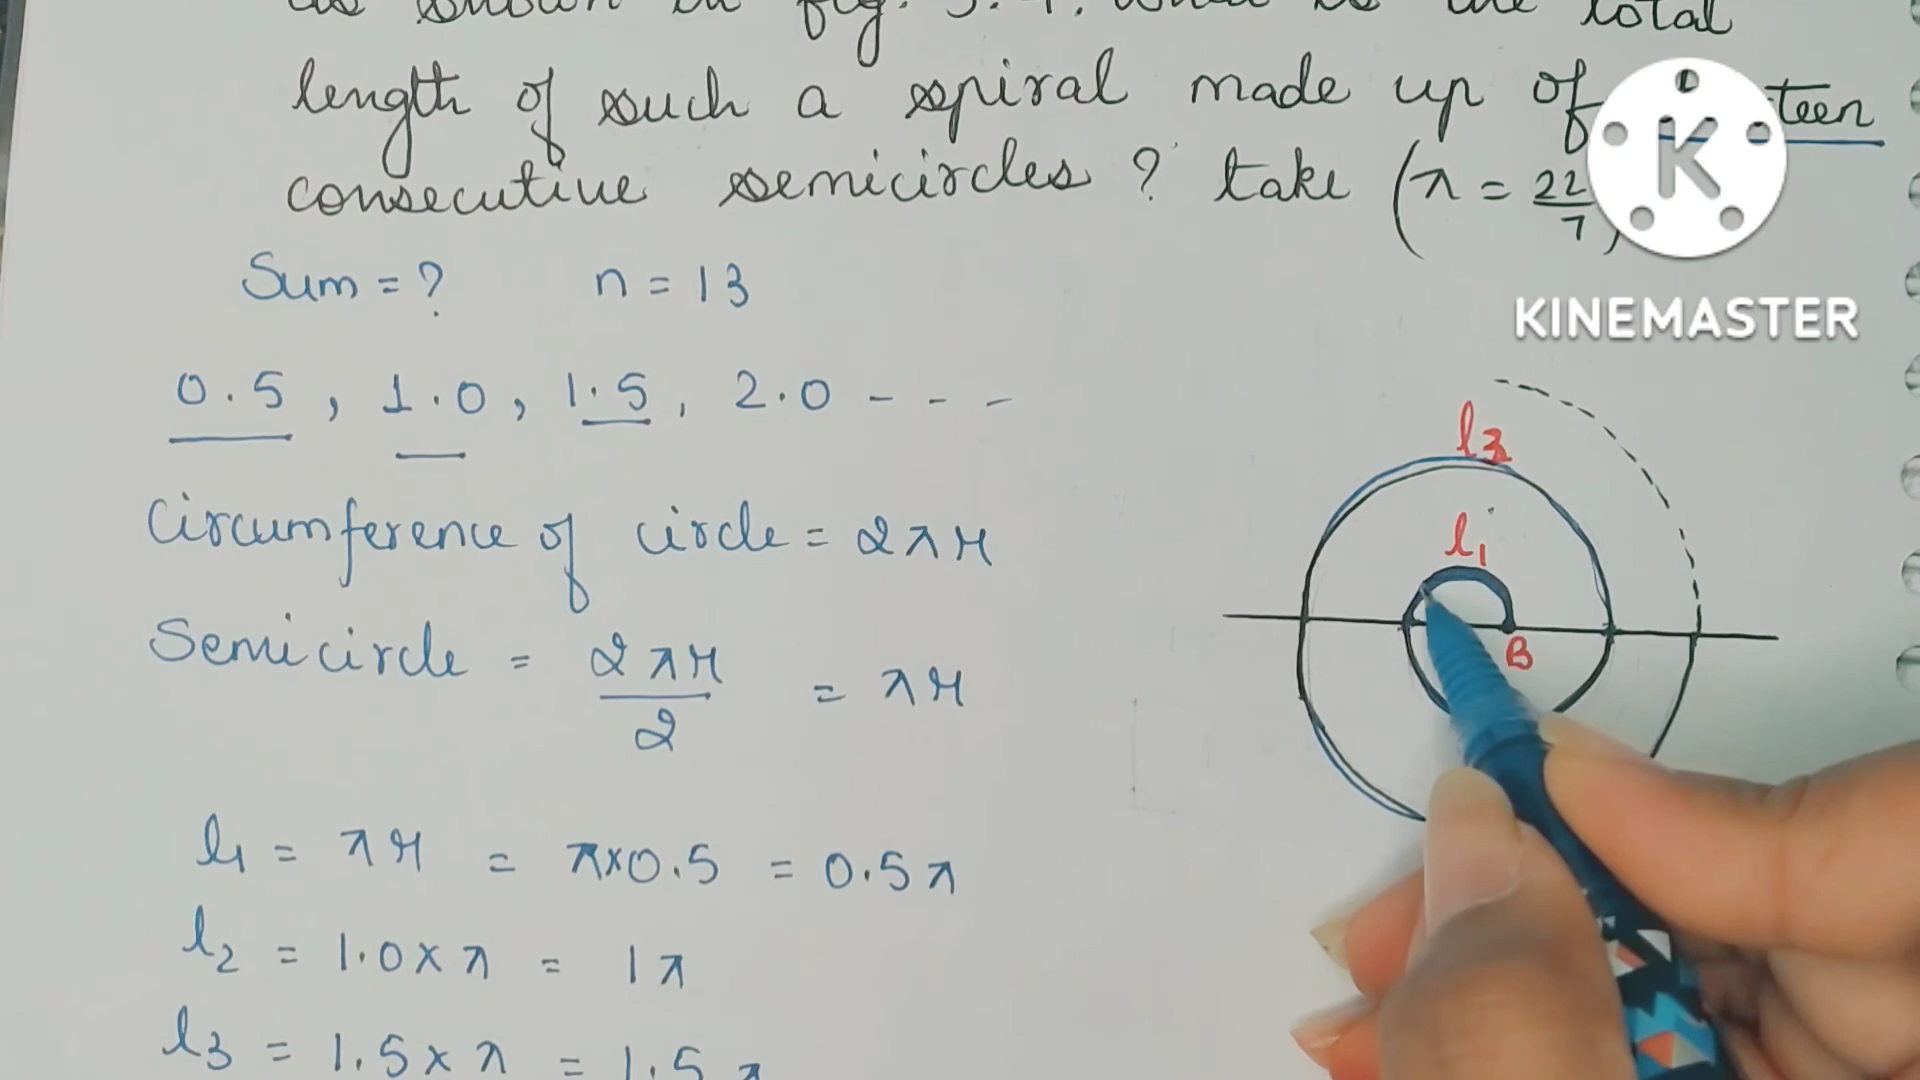 length of such a spiral made up of teen
consecutive semicircles ? take (π = 22/7)
Sum = ? n = 13
0.5 , 1.0 , 1.5 , 2.0 - - -
Circumference of circle = 2πr
Semicircle = 2πr/2 = πr
l1 = πr = π×0.5 = 0.5π
l2 = 1.0×π = 1π
l3 = 1.5×π = 1.5π
K
KINEMASTER
l3
l1
B